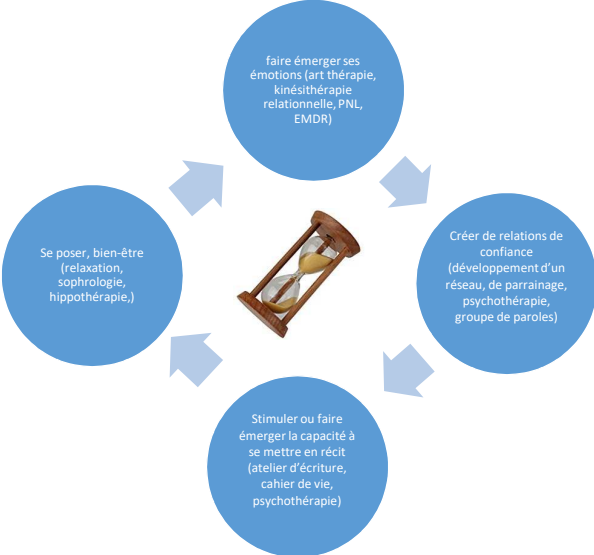 faire émerger ses
émotions (art thérapie,
kinésithérapie
relationnelle, PNL,
EMDR)
Créer de relations de
confiance
(développement d'un
réseau, de parrainage,
psychothérapie,
groupe de paroles)
Stimuler ou faire
émerger la capacité à
se mettre en récit
(atelier d'écriture,
cahier de vie,
psychothérapie)
Se poser, bien-être
(relaxation,
sophrologie,
hippothérapie,)